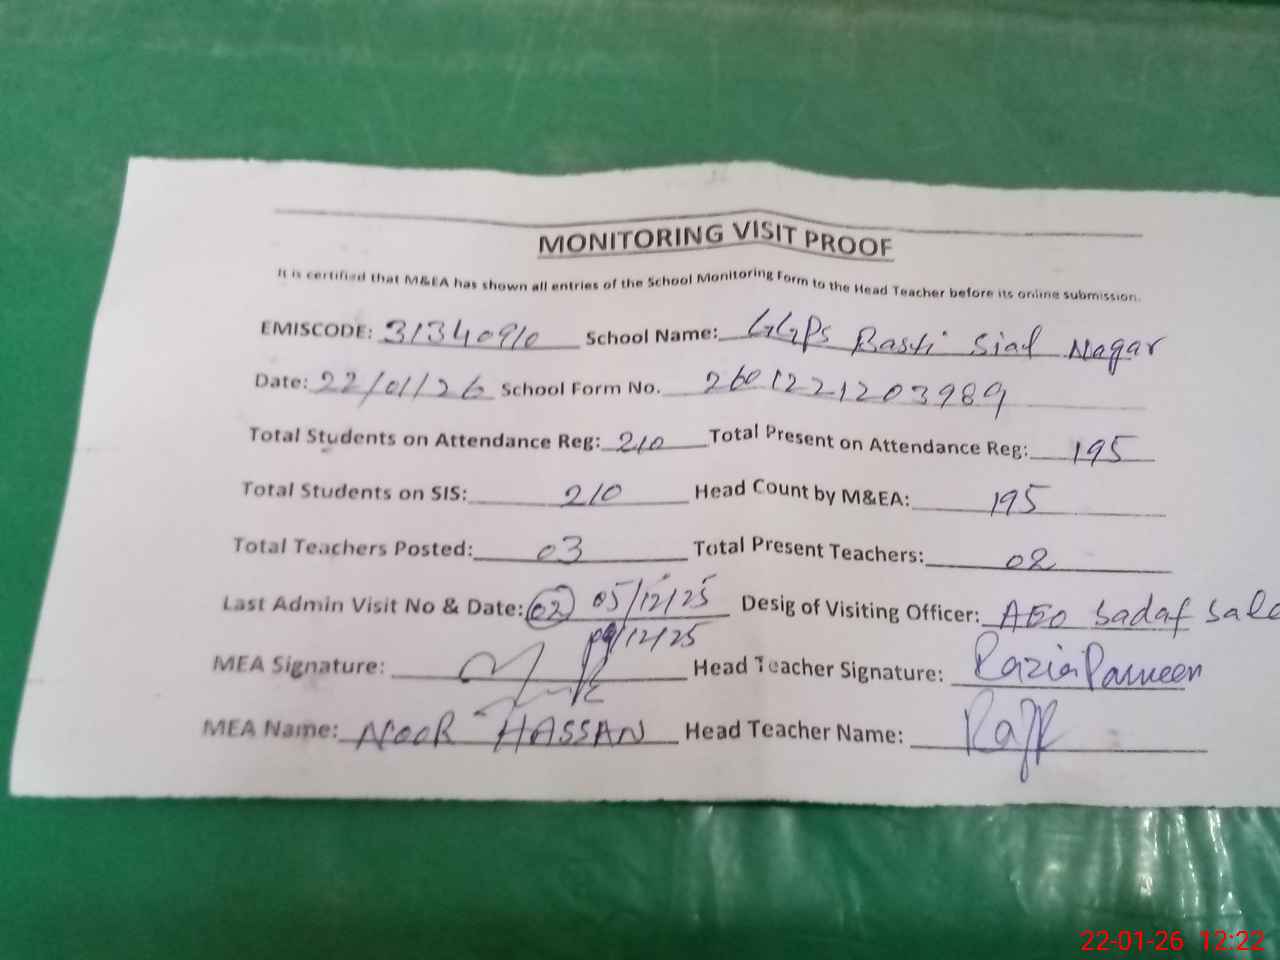 MONITORING VISIT PROOF
It is certified that M&EA has shown all entries of the School Monitoring Form to the Head Teacher before its online submission.
EMISCODE: 31340910 School Name: GGPS Basti Sial Nagar
Date: 22/01/26 School Form No. 2601221203989
Total Students on Attendance Reg: 210 Total Present on Attendance Reg: 195
Total Students on SIS: 210 Head Count by M&EA: 195
Total Teachers Posted: 03 Total Present Teachers: 02
Last Admin Visit No & Date: 02 05/12/25 Desig of Visiting Officer: AEO Sadaf
09/12/25
MEA Signature: Head Teacher Signature: Razia Parveen
MEA Name: NOOR HASSAN Head Teacher Name:
22-01-26 12:22